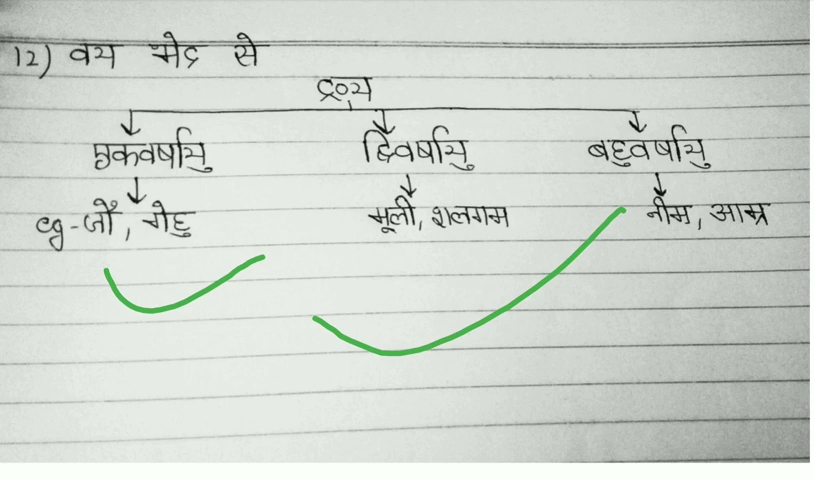 12) वय भेद से
द्रव्य
एकवर्षायु द्विवर्षायु बहुवर्षायु
eg - जौ, गेहु मूली, शलगम नीम, आम्र